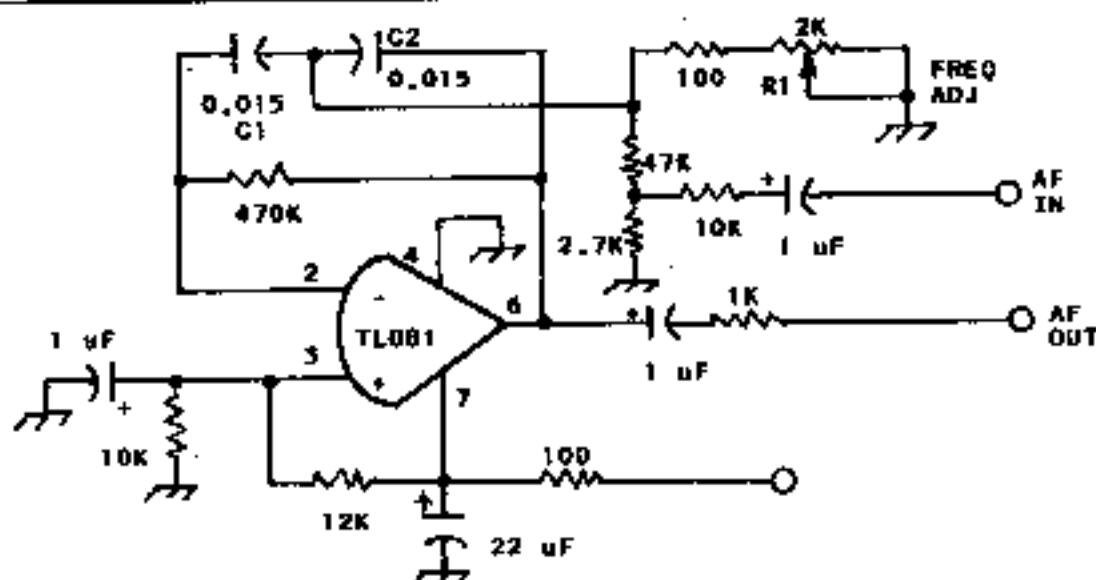 C2
0.015
0.015
C1
2K
100
R1
FREQ
ADJ
470K
47K
+
AF
IN
10K
1 uF
2.7K
4
2
-
6
TL081
3
+
7
+
1K
AF
OUT
1 uF
1 uF
+
10K
12K
100
+
22 uF